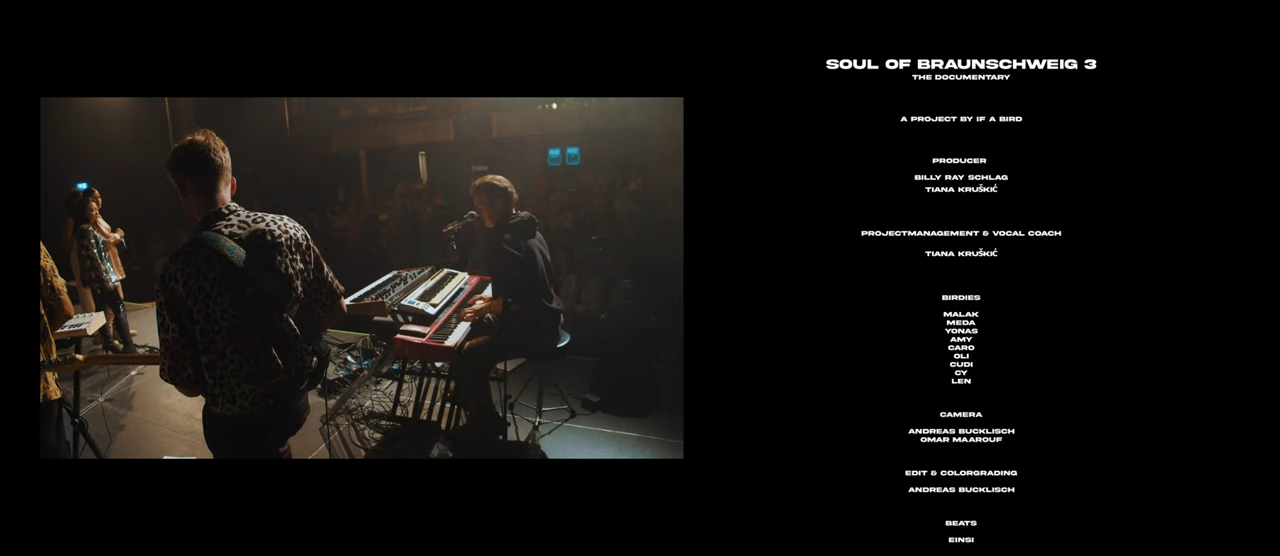 SOUL OF BRAUNSCHWEIG 3
THE DOCUMENTARY
A PROJECT BY IF A BIRD
PRODUCER
BILLY RAY SCHLAG
TIANA KRUŠKIĆ
PROJECTMANAGEMENT & VOCAL COACH
TIANA KRUŠKIĆ
BIRDIES
MALAK
MEDA
YONAS
AMY
CARO
OLI
CUDI
CY
LEN
CAMERA
ANDREAS BUCKLISCH
OMAR MAAROUF
EDIT & COLORGRADING
ANDREAS BUCKLISCH
BEATS
EINSI